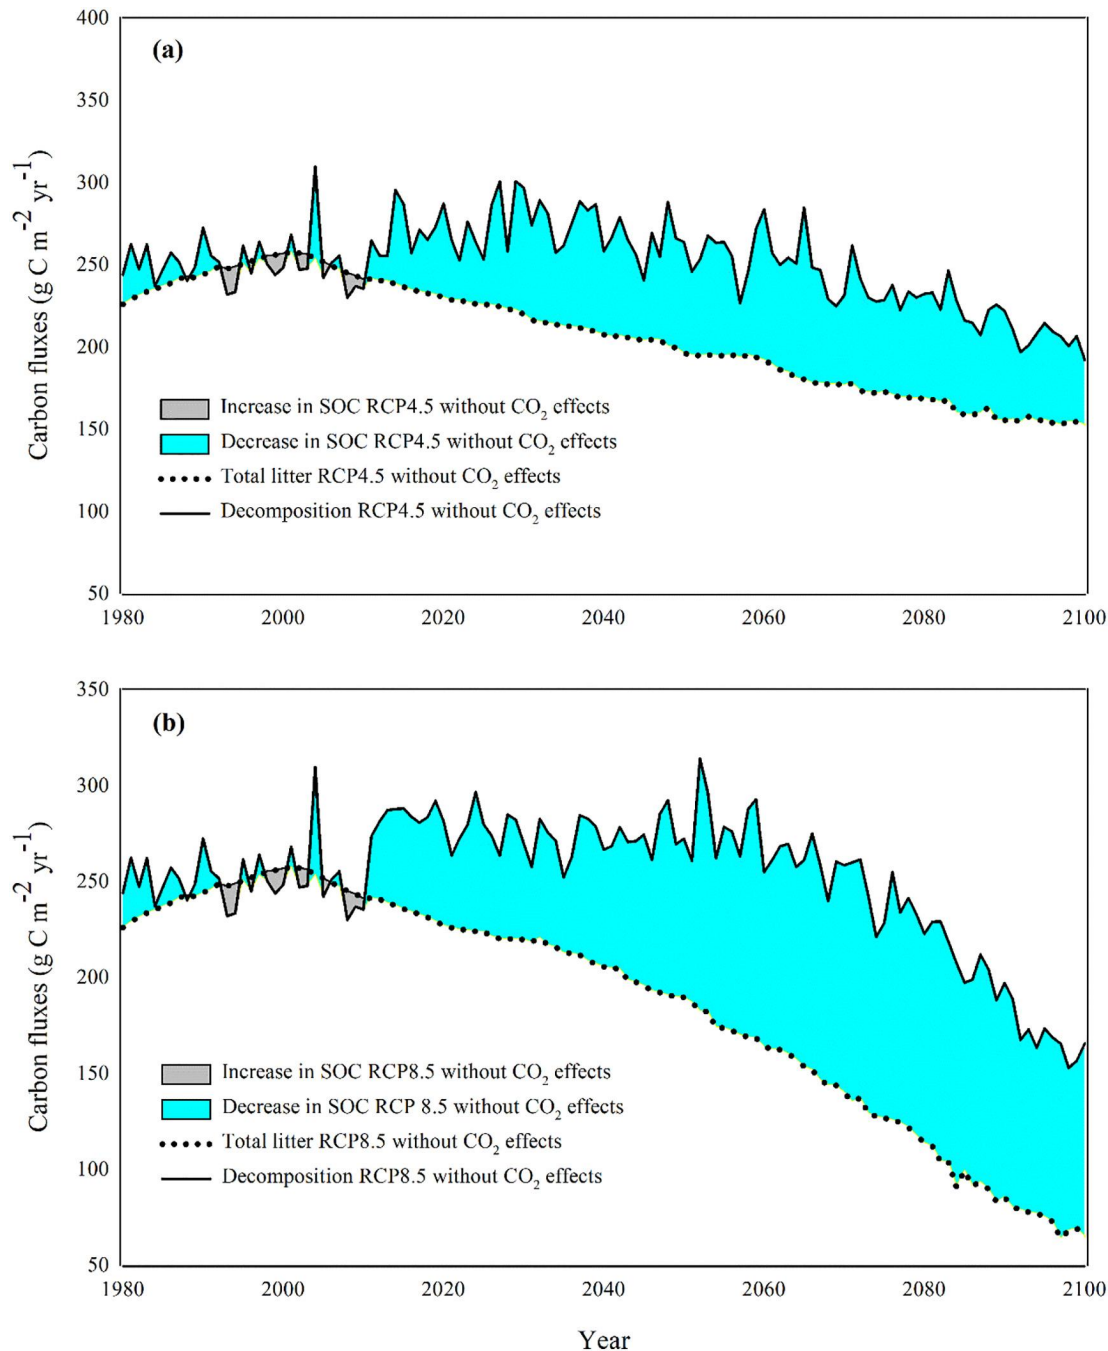 (a)
400
350
300
250
200
150
100
50
Carbon fluxes (g C m⁻² yr⁻¹)
Increase in SOC RCP4.5 without CO₂ effects
Decrease in SOC RCP4.5 without CO₂ effects
Total litter RCP4.5 without CO₂ effects
Decomposition RCP4.5 without CO₂ effects
1980 2000 2020 2040 2060 2080 2100
(b)
350
300
250
200
150
100
50
Carbon fluxes (g C m⁻² yr⁻¹)
Increase in SOC RCP8.5 without CO₂ effects
Decrease in SOC RCP 8.5 without CO₂ effects
Total litter RCP8.5 without CO₂ effects
Decomposition RCP8.5 without CO₂ effects
1980 2000 2020 2040 2060 2080 2100
Year